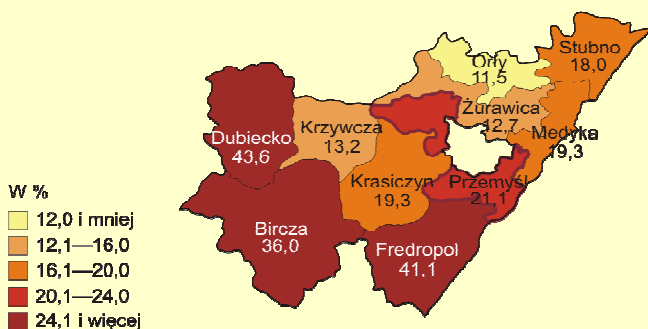 Stubno
18,0
Orły
11,5
Żurawica
12,7
Medyka
19,3
Dubiecko
43,6
Krzywcza
13,2
Krasiczyn
19,3
Przemyśl
21,1
Bircza
36,0
Fredropol
41,1
W %
12,0 i mniej
12,1—16,0
16,1—20,0
20,1—24,0
24,1 i więcej